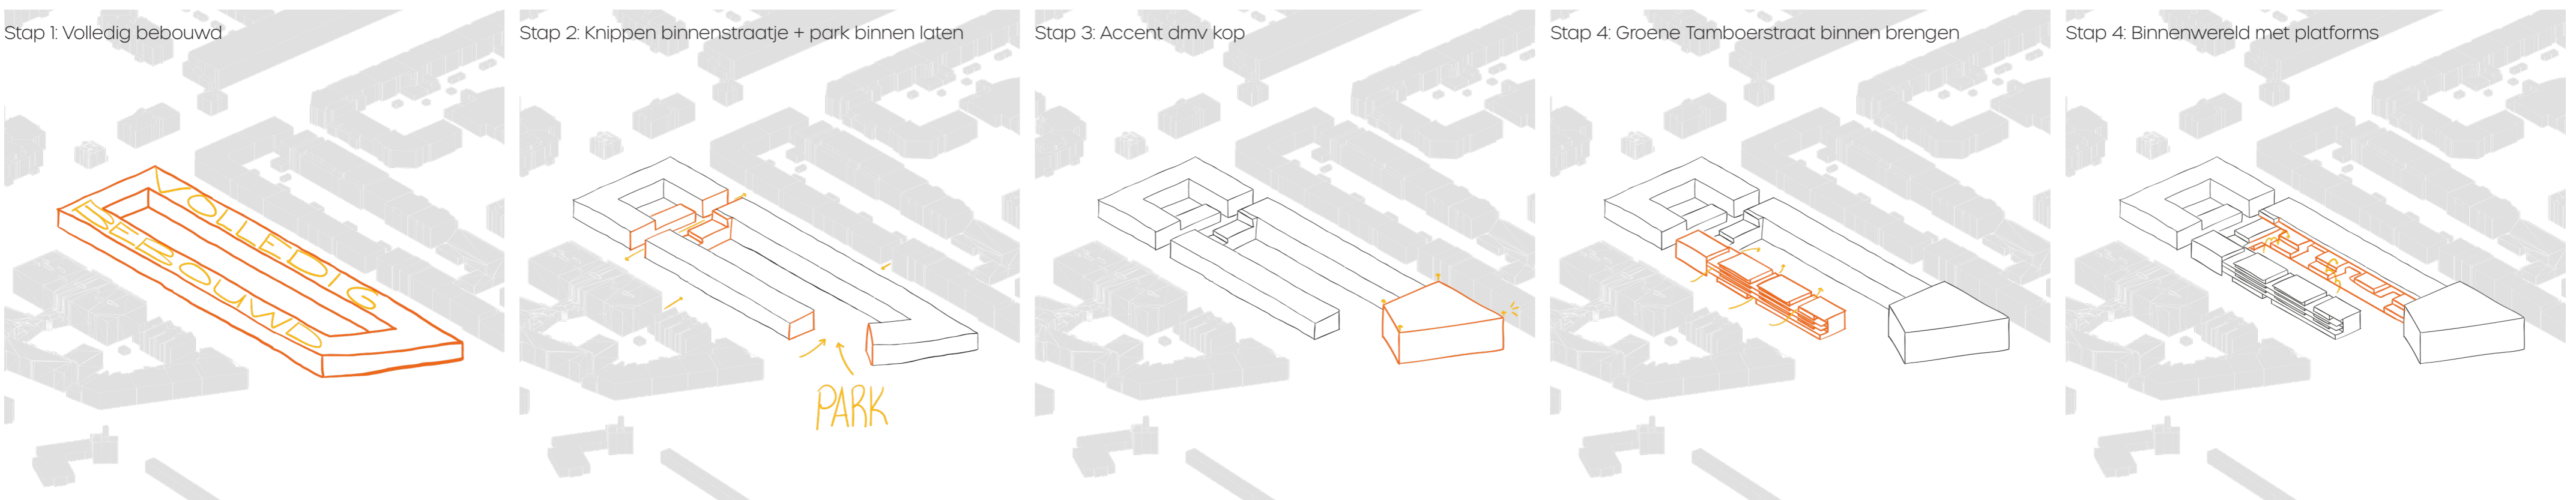 Stap 1: Volledig bebouwd
VOLLEDIG
BEBOUWD
Stap 2: Knippen binnenstraatje + park binnen laten
PARK
Stap 3: Accent dmv kop
Stap 4: Groene Tamboerstraat binnen brengen
Stap 4: Binnenwereld met platforms